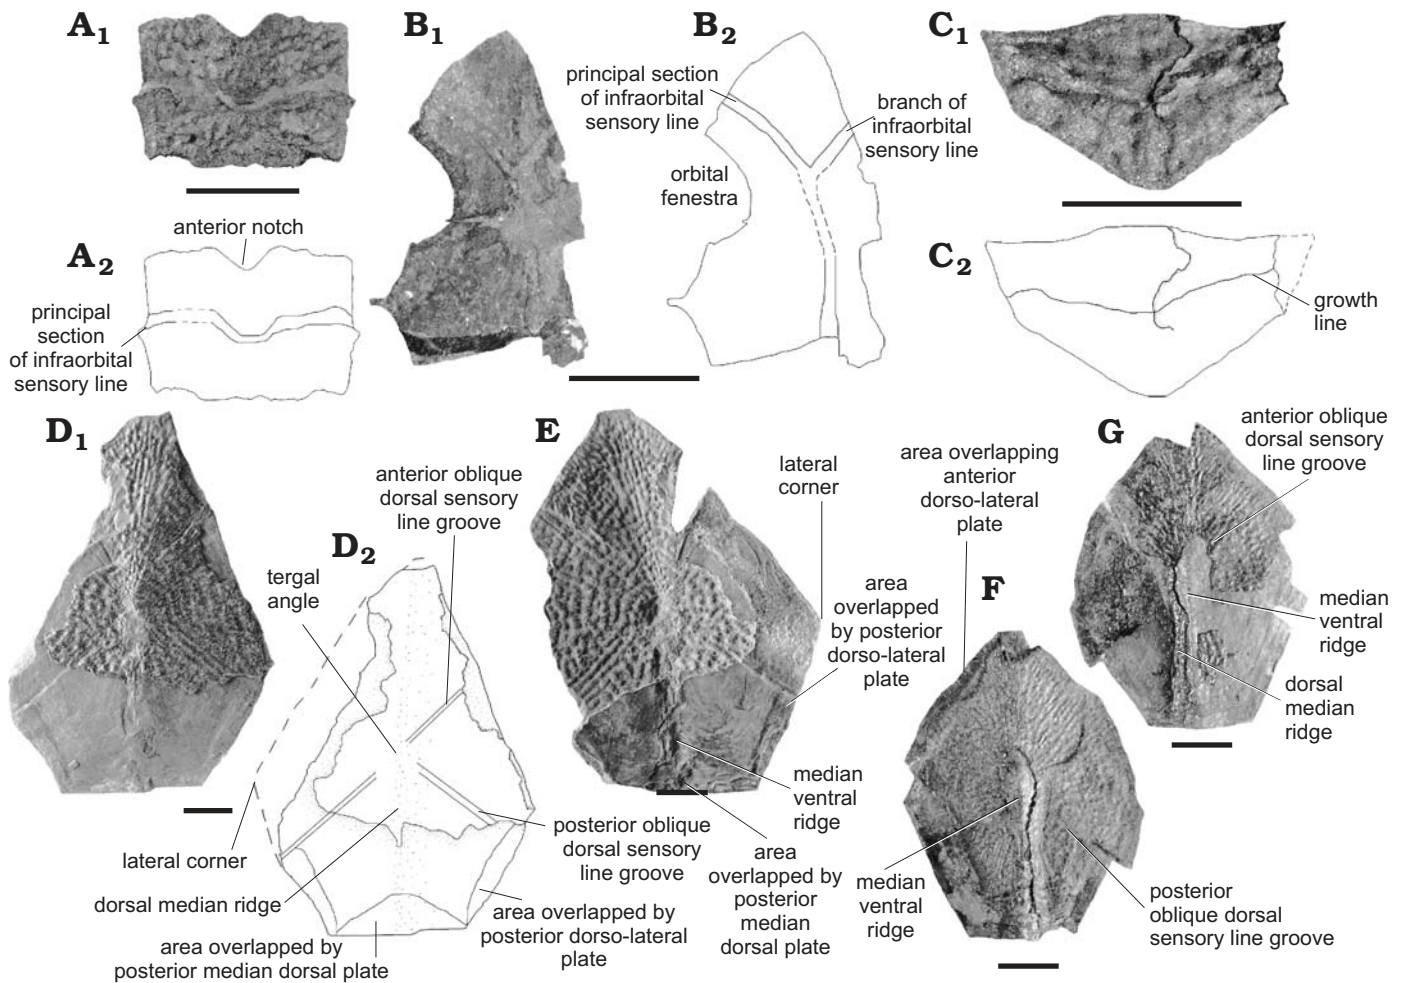 A1
B1
B2
C1
principal section
of infraorbital
sensory line
branch of
infraorbital
sensory line
orbital
fenestra
anterior notch
A2
principal
section
of infraorbital
sensory line
C2
growth
line
D1
anterior oblique
dorsal sensory
line groove
D2
tergal
angle
lateral corner
dorsal median ridge
area overlapped by
posterior median dorsal plate
posterior oblique
dorsal sensory
line groove
area overlapped by
posterior dorso-lateral
plate
E
lateral
corner
area
overlapped
by posterior
dorso-lateral
plate
median
ventral
ridge
area
overlapped by
posterior
median
dorsal plate
area overlapping
anterior
dorso-lateral
plate
F
median
ventral
ridge
posterior
oblique dorsal
sensory line groove
G
anterior oblique
dorsal sensory
line groove
median
ventral
ridge
dorsal
median
ridge